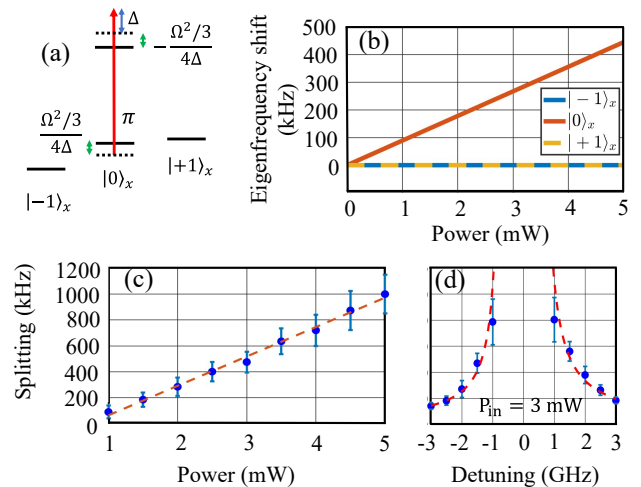 (a)
Δ
−Ω²/3 / 4Δ
Ω²/3 / 4Δ
π
|−1⟩ₓ
|0⟩ₓ
|+1⟩ₓ
(b)
Eigenfrequency shift
(kHz)
500
400
300
200
100
0
|−1⟩ₓ
|0⟩ₓ
|+1⟩ₓ
0 1 2 3 4 5
Power (mW)
(c)
Splitting (kHz)
1200
1000
800
600
400
200
0
1 2 3 4 5
Power (mW)
(d)
P_in = 3 mW
-3 -2 -1 0 1 2 3
Detuning (GHz)